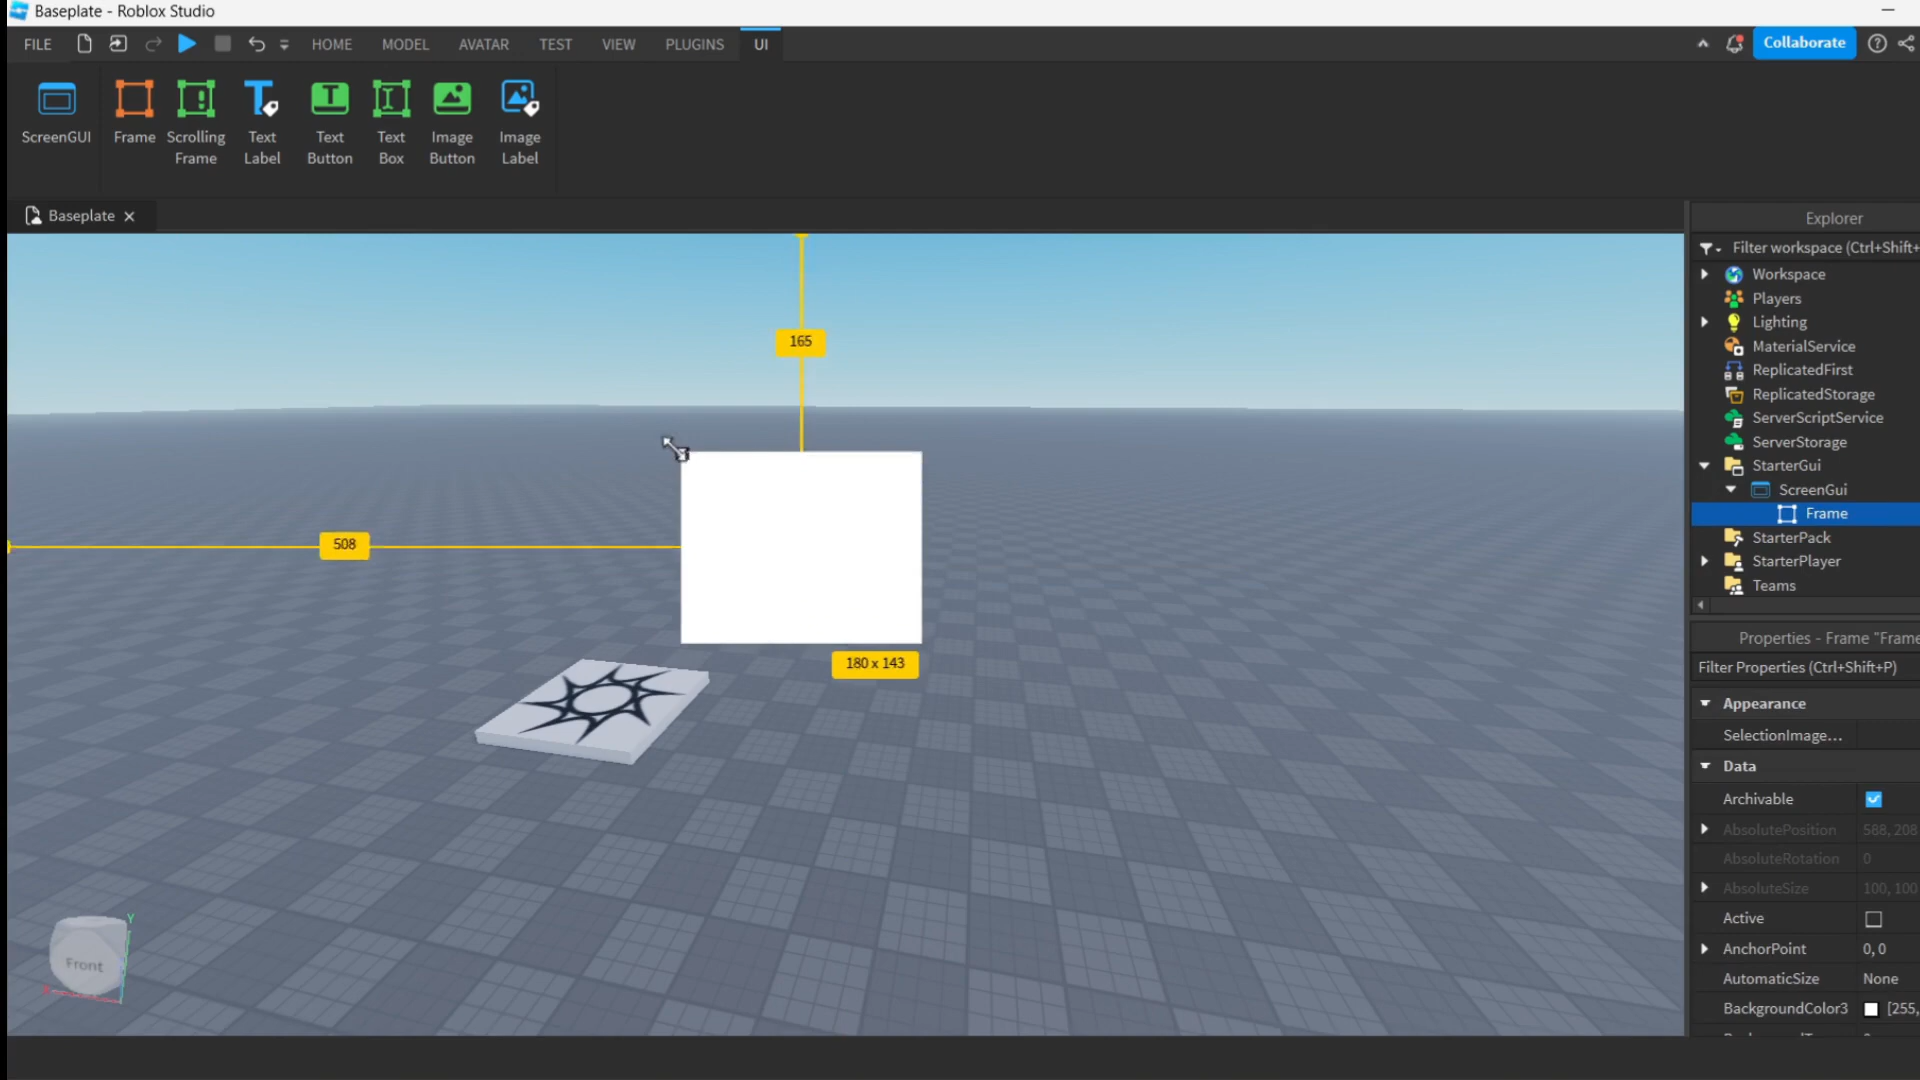 Baseplate - Roblox Studio
FILE HOME MODEL AVATAR TEST VIEW PLUGINS UI Collaborate
ScreenGUI Frame Scrolling Frame Text Label Text Button Text Box Image Button Image Label
Baseplate
Explorer
Filter workspace (Ctrl+Shift+
Workspace
Players
Lighting
MaterialService
ReplicatedFirst
ReplicatedStorage
ServerScriptService
ServerStorage
StarterGui
ScreenGui
Frame
StarterPack
StarterPlayer
Teams
165
508
180 x 143
Front
Y
Properties - Frame "Frame
Filter Properties (Ctrl+Shift+P)
Appearance
SelectionImage...
Data
Archivable
AbsolutePosition 588, 208
AbsoluteRotation 0
AbsoluteSize 100, 100
Active
AnchorPoint 0, 0
AutomaticSize None
BackgroundColor3 [255,